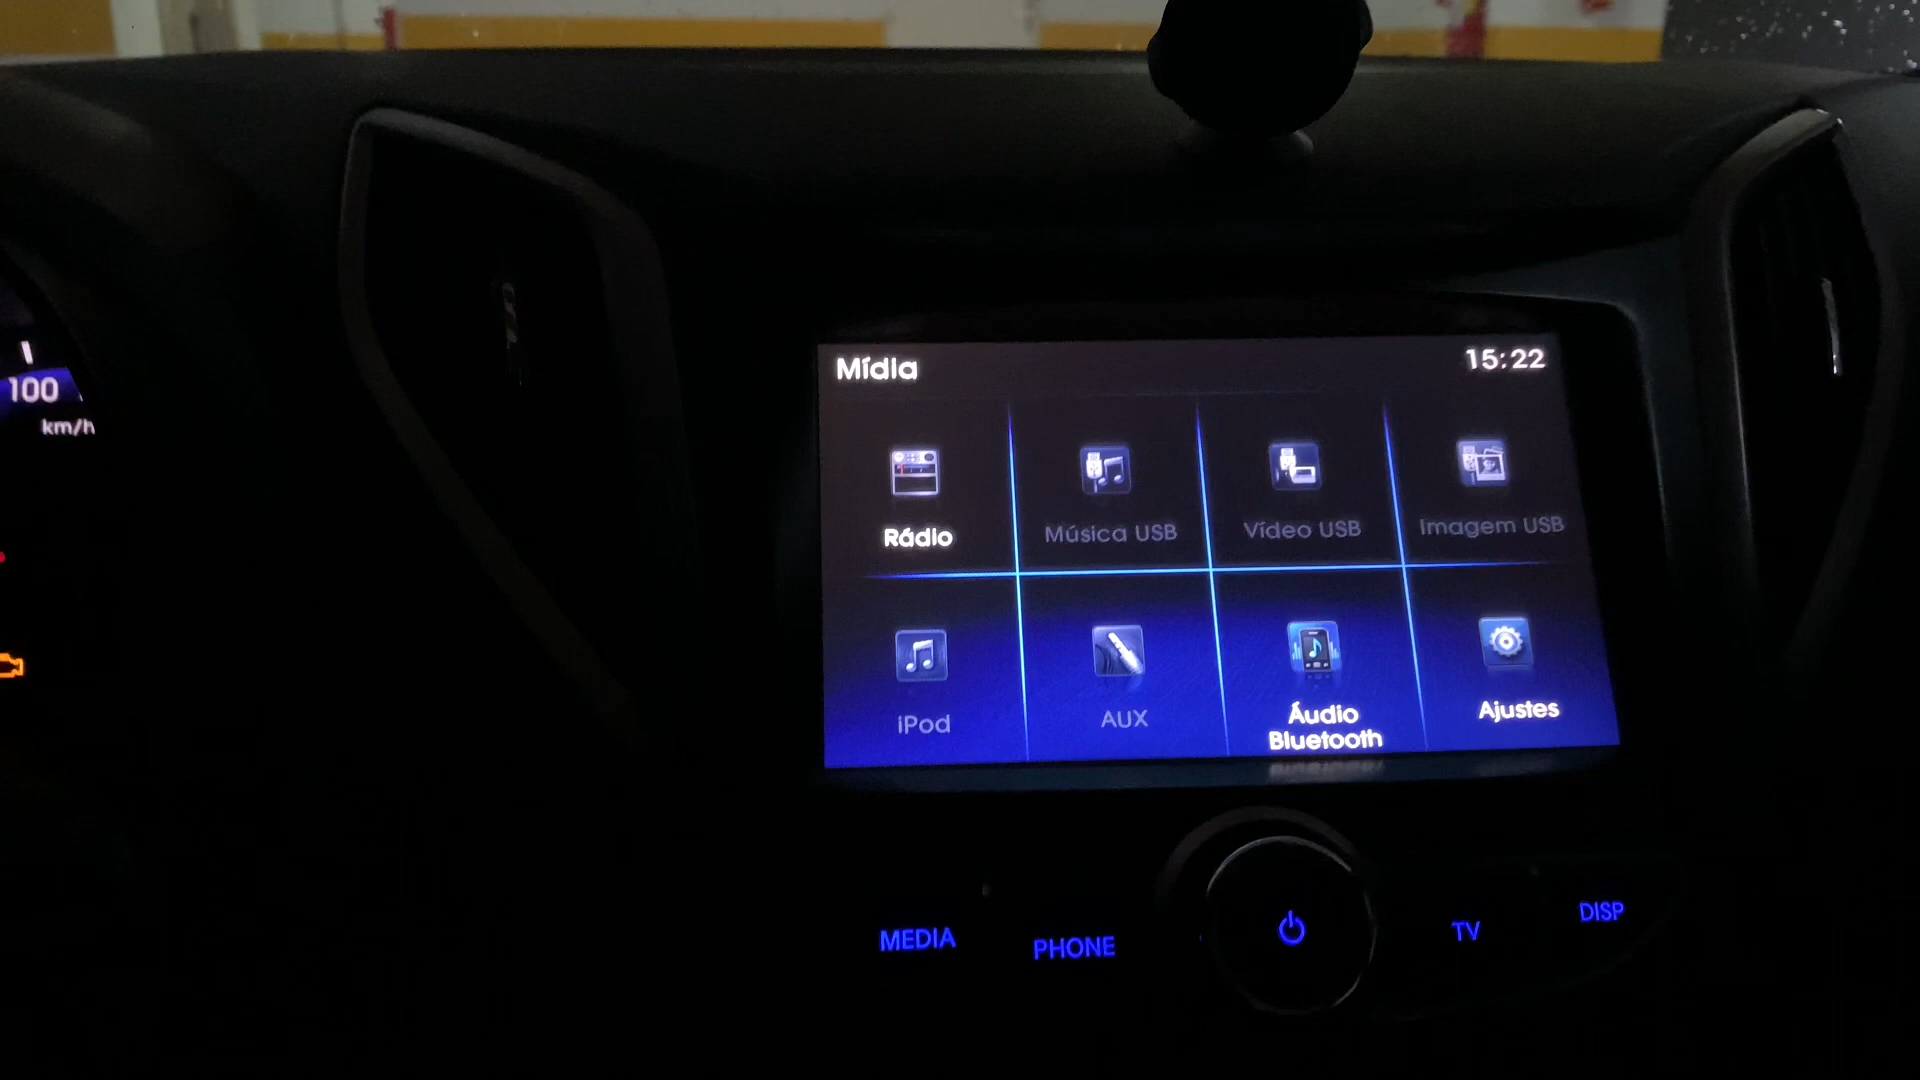 Mídia
15:22
Rádio
Música USB
Vídeo USB
Imagem USB
iPod
AUX
Áudio
Bluetooth
Ajustes
100
km/h
MEDIA
PHONE
TV
DISP